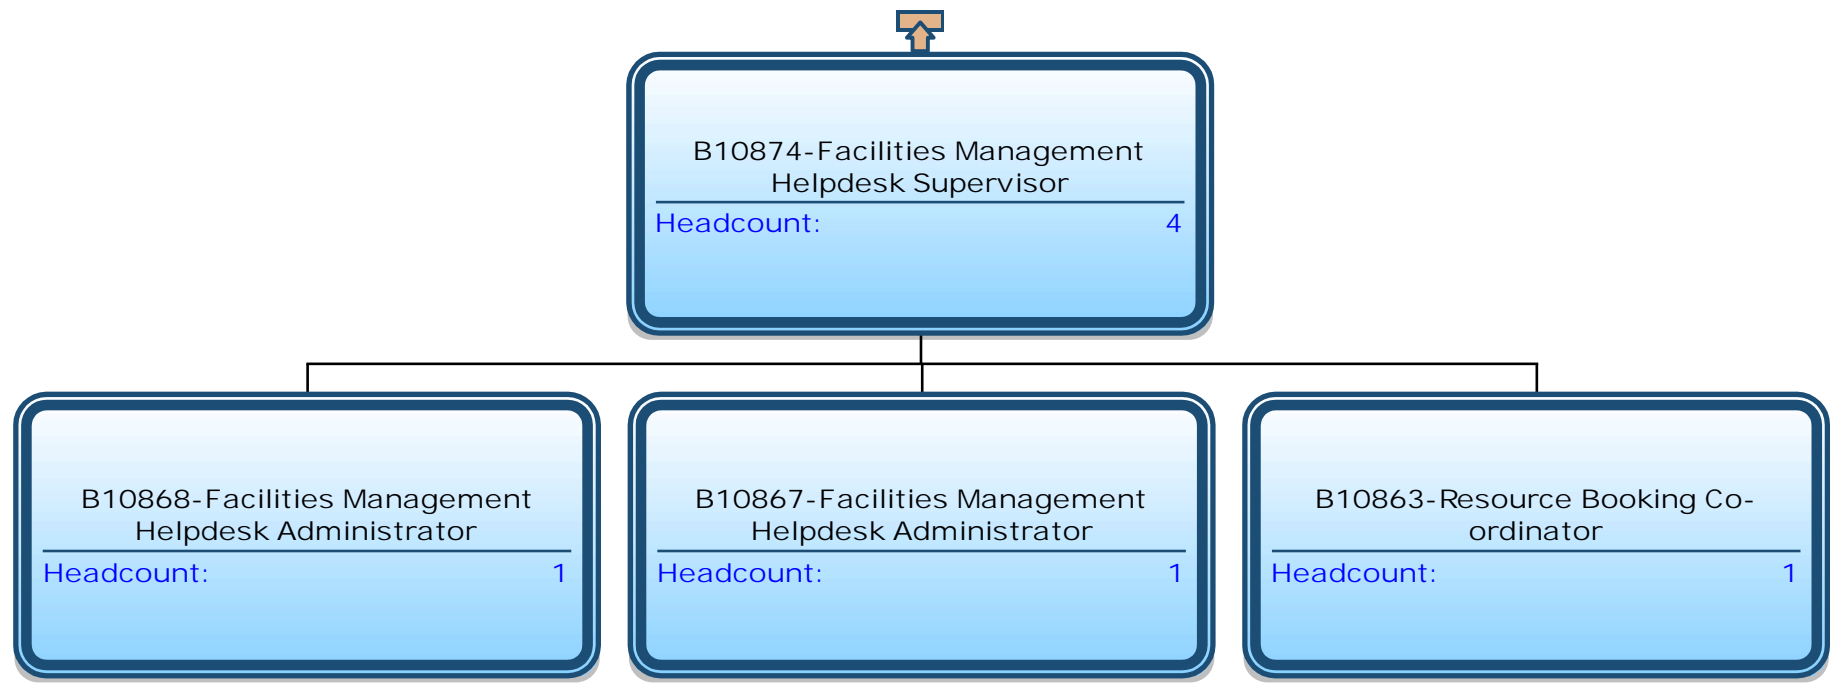 B10874-Facilities Management
Helpdesk Supervisor
Headcount: 4
B10868-Facilities Management
Helpdesk Administrator
Headcount: 1
B10867-Facilities Management
Helpdesk Administrator
Headcount: 1
B10863-Resource Booking Co-
ordinator
Headcount: 1